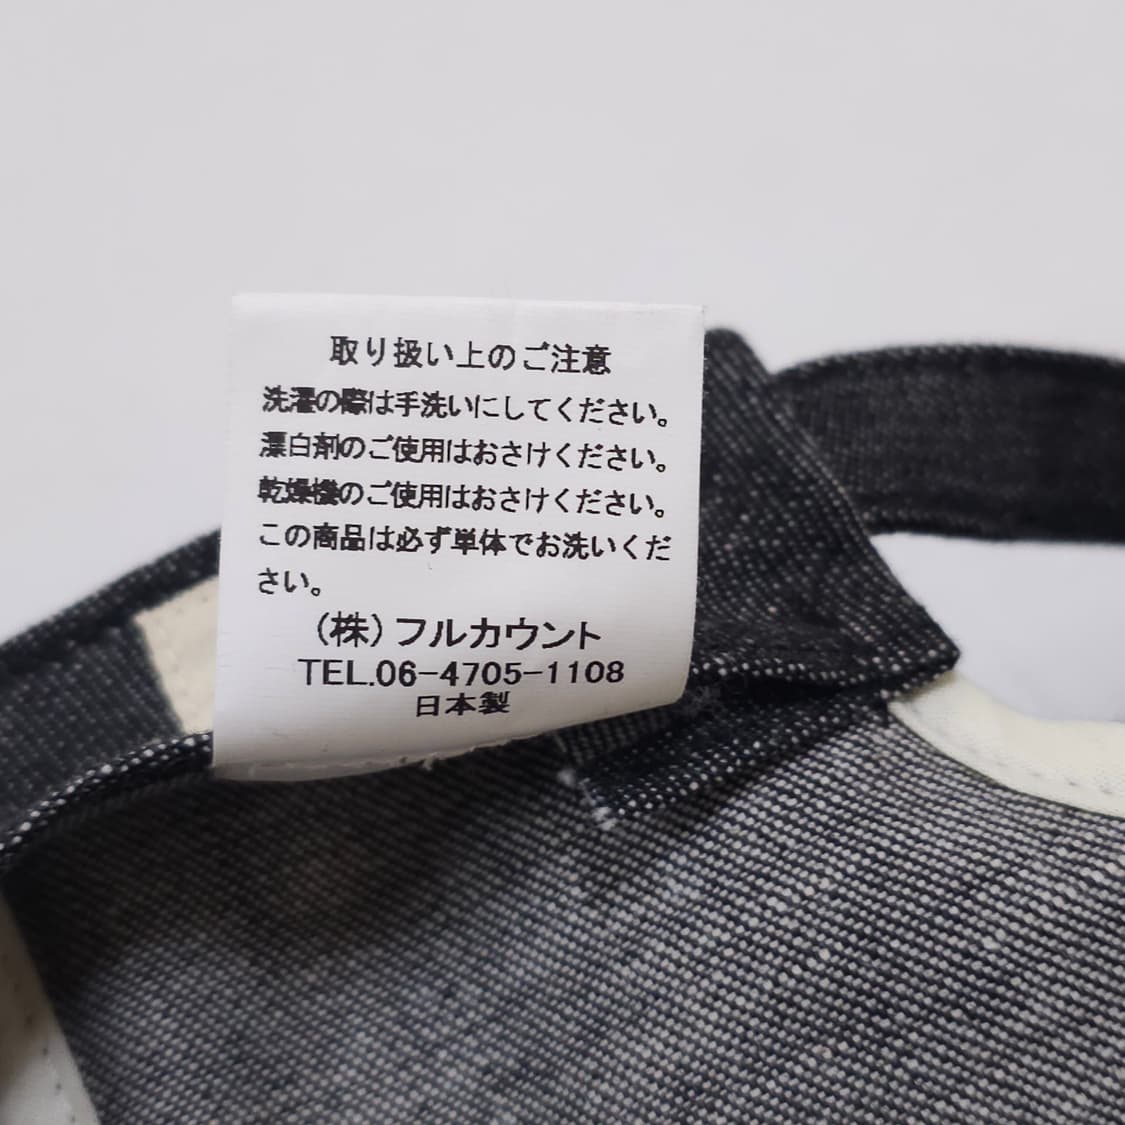 取り扱い上のご注意
洗濯の際は手洗いにしてください。
漂白剤のご使用はおさけください。
乾燥機のご使用はおさけください。
この商品は必ず単体でお洗いくだ
さい。
(株)フルカウント
TEL.06-4705-1108
日本製